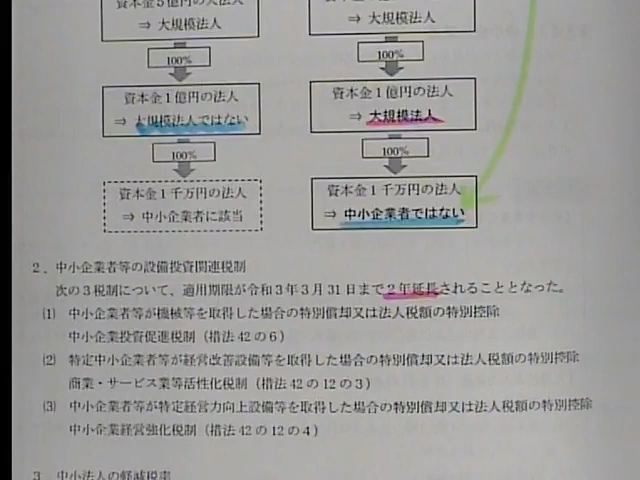 資本金5億円の大法人
⇒ 大規模法人
⇒ 大規模法人
100%
100%
資本金1億円の法人
⇒ 大規模法人ではない
資本金1億円の法人
⇒ 大規模法人
100%
100%
資本金1千万円の法人
⇒ 中小企業者に該当
資本金1千万円の法人
⇒ 中小企業者ではない
2．中小企業者等の設備投資関連税制
次の3税制について、適用期限が令和3年3月31日まで2年延長されることとなった。
(1) 中小企業者等が機械等を取得した場合の特別償却又は法人税額の特別控除
中小企業投資促進税制（措法42の6）
(2) 特定中小企業者等が経営改善設備等を取得した場合の特別償却又は法人税額の特別控除
商業・サービス業等活性化税制（措法42の12の3）
(3) 中小企業者等が特定経営力向上設備等を取得した場合の特別償却又は法人税額の特別控除
中小企業経営強化税制（措法42の12の4）
3．中小法人の軽減税率